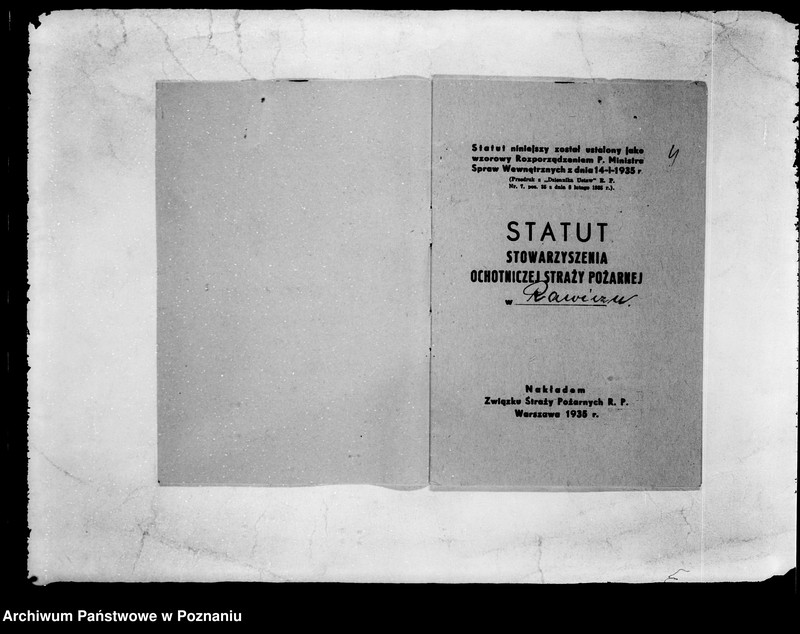 Statut niniejszy został ustalony jako
wzorowy Rozporządzeniem P. Ministra
Spraw Wewnętrznych z dnia 14-I-1935 r
(Przedruk z „Dziennika Ustaw” R. P.
Nr. 7, poz. 35 z dnia 8 lutego 1935 r.).
STATUT
STOWARZYSZENIA
OCHOTNICZEJ STRAŻY POŻARNEJ
w Rawiczu.
Nakładem
Związku Straży Pożarnych R. P.
Warszawa 1935 r.
Archiwum Państwowe w Poznaniu